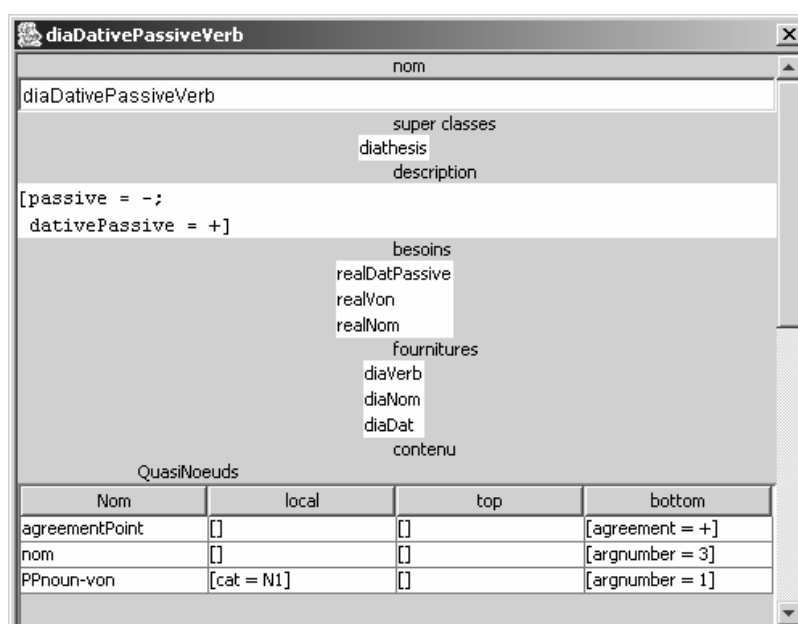 diaDativePassiveVerb
nom
diaDativePassiveVerb
super classes
diathesis
description
[passive = -;
dativePassive = +]
besoins
realDatPassive
realVon
realNom
fournitures
diaVerb
diaNom
diaDat
contenu
QuasiNoeuds
Nom local top bottom
agreementPoint [] [] [agreement = +]
nom [] [] [argnumber = 3]
PPnoun-von [cat = N1] [] [argnumber = 1]